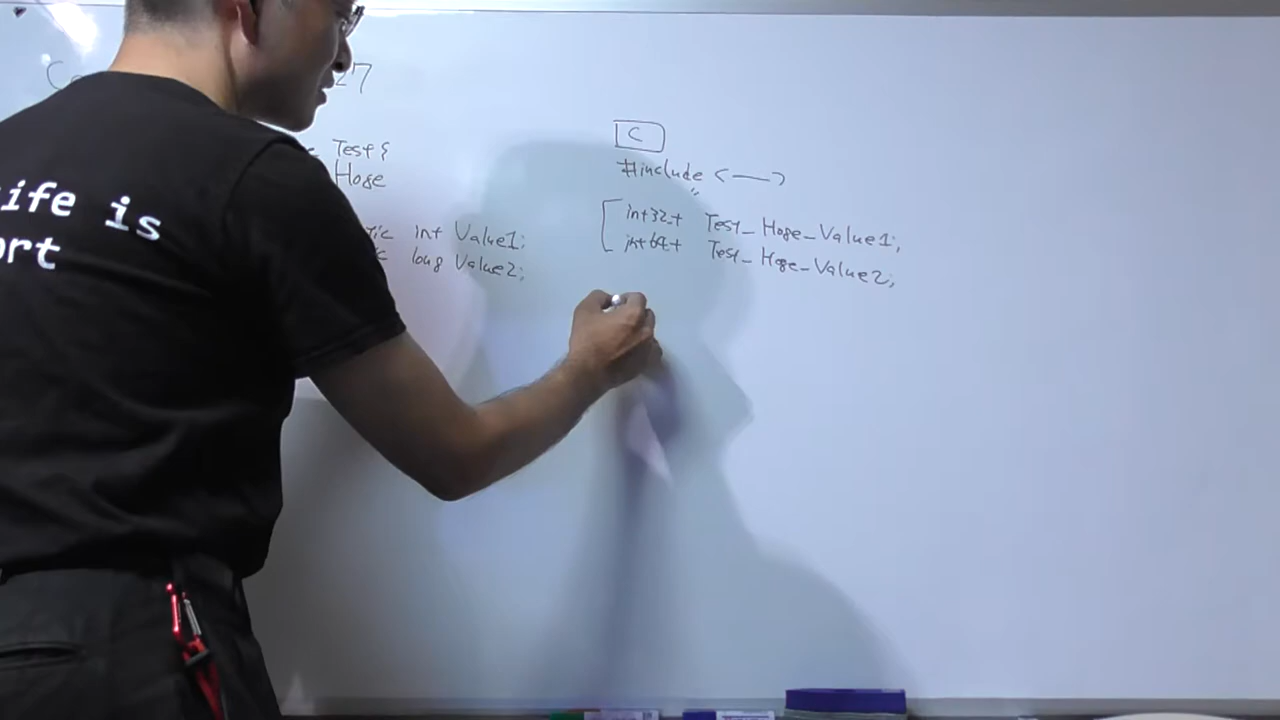 27
Test {
Hoge
int Value1;
long Value2;
C
#include < — >
int32_t Test_Hoge_Value1;
int64_t Test_Hoge_Value2;
ife is
ort